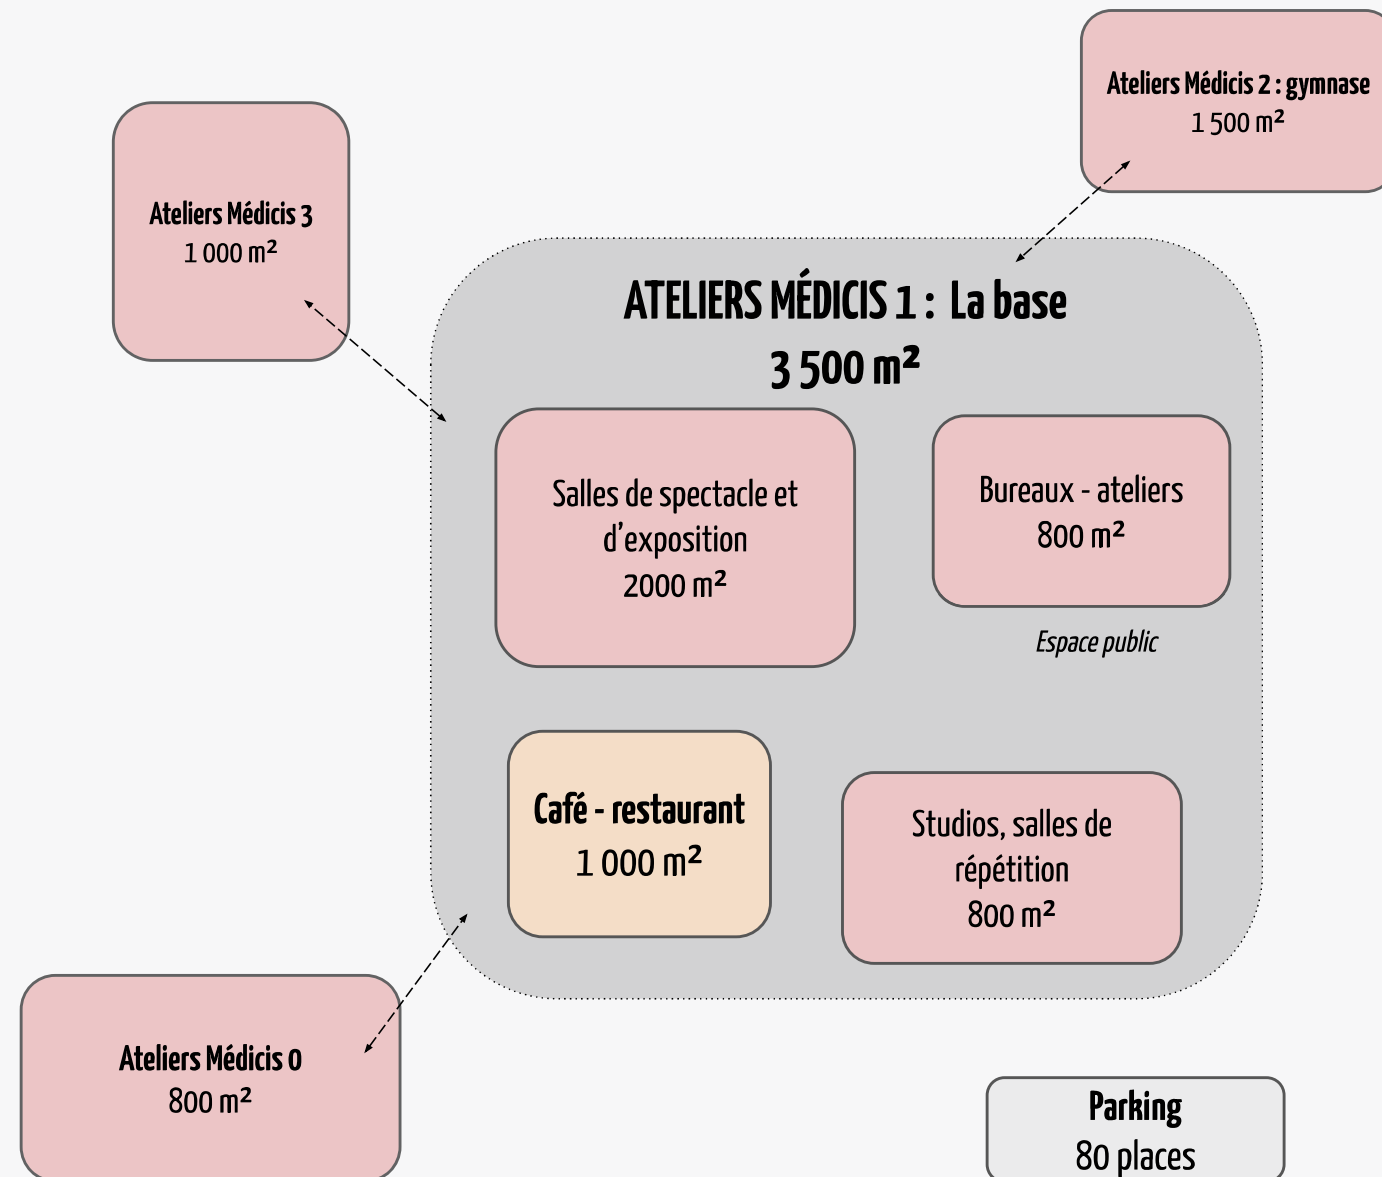 Ateliers Médicis 2 : gymnase
1 500 m²
Ateliers Médicis 3
1 000 m²
ATELIERS MÉDICIS 1 : La base
3 500 m²
Salles de spectacle et
d’exposition
2000 m²
Bureaux - ateliers
800 m²
Espace public
Café - restaurant
1 000 m²
Studios, salles de
répétition
800 m²
Ateliers Médicis 0
800 m²
Parking
80 places